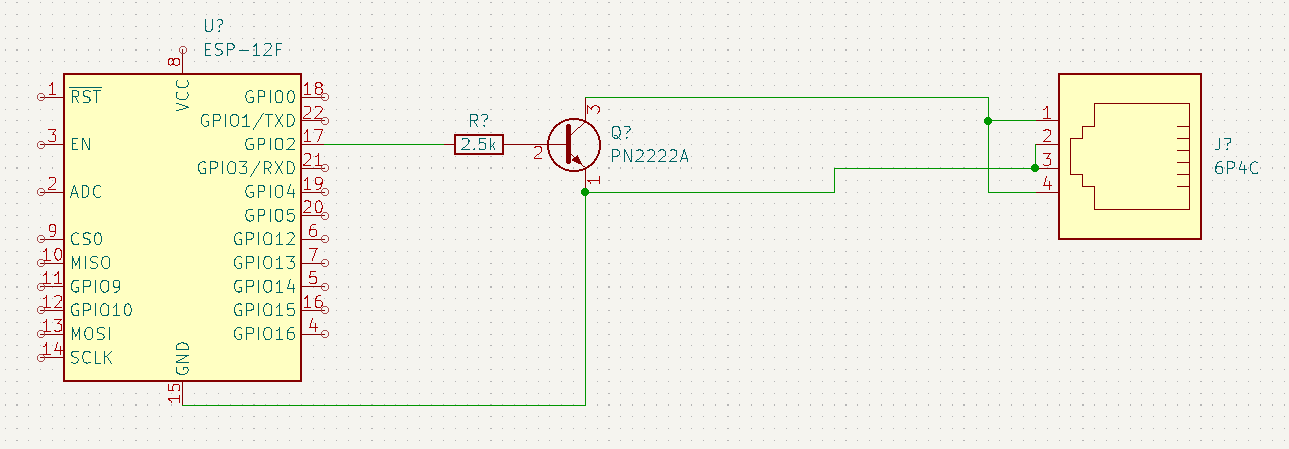 U?
ESP-12F
8
VCC
1
RST
3
EN
2
ADC
9
CS0
10
MISO
11
GPIO9
12
GPIO10
13
MOSI
14
SCLK
GPIO0
18
GPIO1/TXD
22
GPIO2
17
GPIO3/RXD
21
GPIO4
19
GPIO5
20
GPIO12
6
GPIO13
7
GPIO14
5
GPIO15
16
GPIO16
4
GND
15
R?
2.5k
2
3
1
Q?
PN2222A
1
2
3
4
J?
6P4C